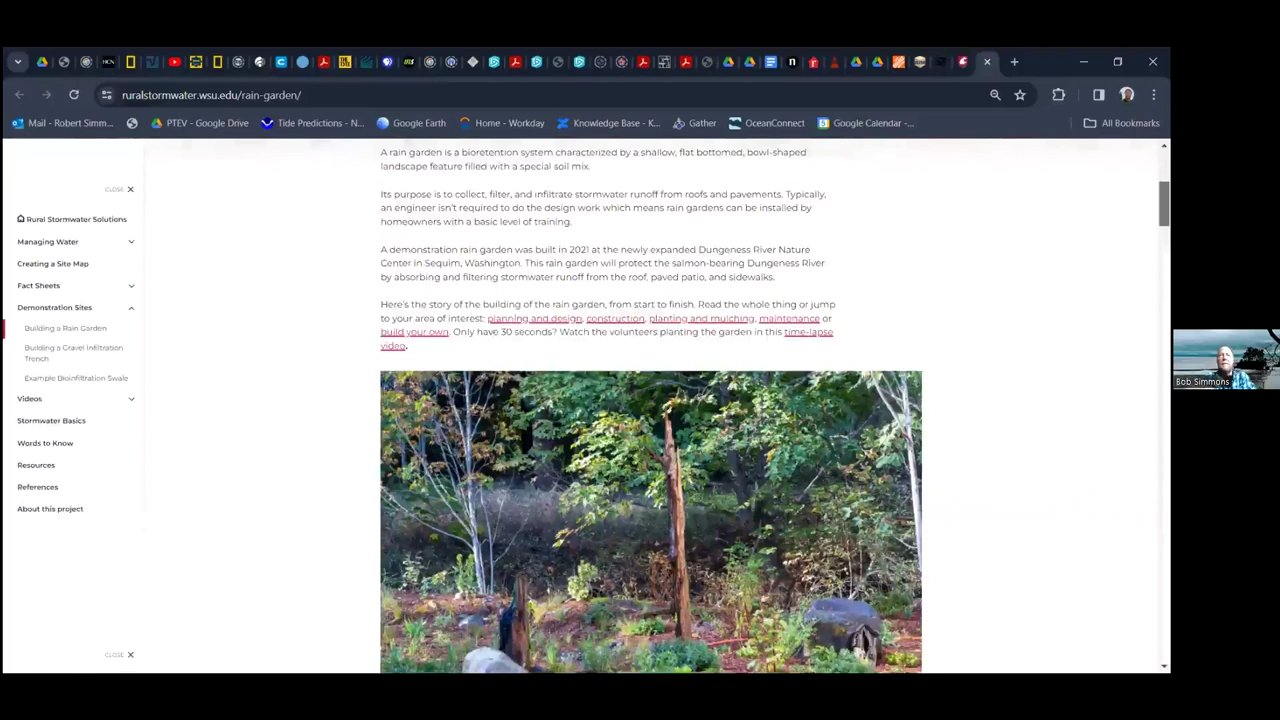 ruralstormwater.wsu.edu/rain-garden/
Mail - Robert Simm...
PTEV - Google Drive
Tide Predictions - N...
Google Earth
Home - Workday
Knowledge Base - K...
Gather
OceanConnect
Google Calendar -...
All Bookmarks
CLOSE
Rural Stormwater Solutions
Managing Water
Creating a Site Map
Fact Sheets
Demonstration Sites
Building a Rain Garden
Building a Gravel Infiltration
Trench
Example Bioinfiltration Swale
Videos
Stormwater Basics
Words to Know
Resources
References
About this project
CLOSE
A rain garden is a bioretention system characterized by a shallow, flat bottomed, bowl-shaped
landscape feature filled with a special soil mix.
Its purpose is to collect, filter, and infiltrate stormwater runoff from roofs and pavements. Typically,
an engineer isn't required to do the design work which means rain gardens can be installed by
homeowners with a basic level of training.
A demonstration rain garden was built in 2021 at the newly expanded Dungeness River Nature
Center in Sequim, Washington. This rain garden will protect the salmon-bearing Dungeness River
by absorbing and filtering stormwater runoff from the roof, paved patio, and sidewalks.
Here's the story of the building of the rain garden, from start to finish. Read the whole thing or jump
to your area of interest: planning and design, construction, planting and mulching, maintenance or
build your own. Only have 30 seconds? Watch the volunteers planting the garden in this time-lapse
video.
Bob Simmons